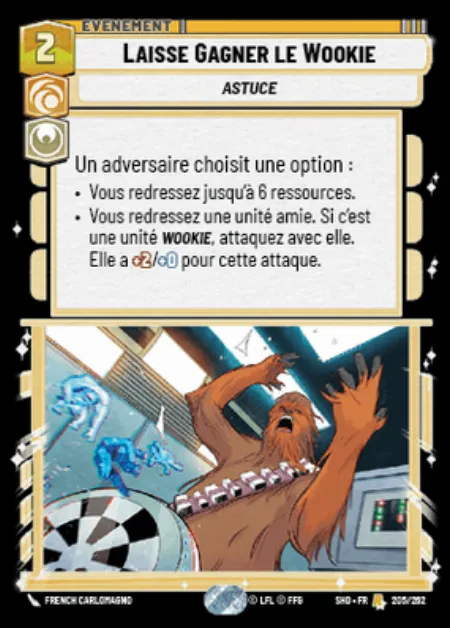 ÉVÉNEMENT
2
LAISSE GAGNER LE WOOKIE
ASTUCE
Un adversaire choisit une option :
• Vous redressez jusqu'à 6 ressources.
• Vous redressez une unité amie. Si c'est
une unité WOOKIE, attaquez avec elle.
Elle a +2/+0 pour cette attaque.
FRENCH CARLOMAGNO
© LFL © FFG
SHD • FR
205/262